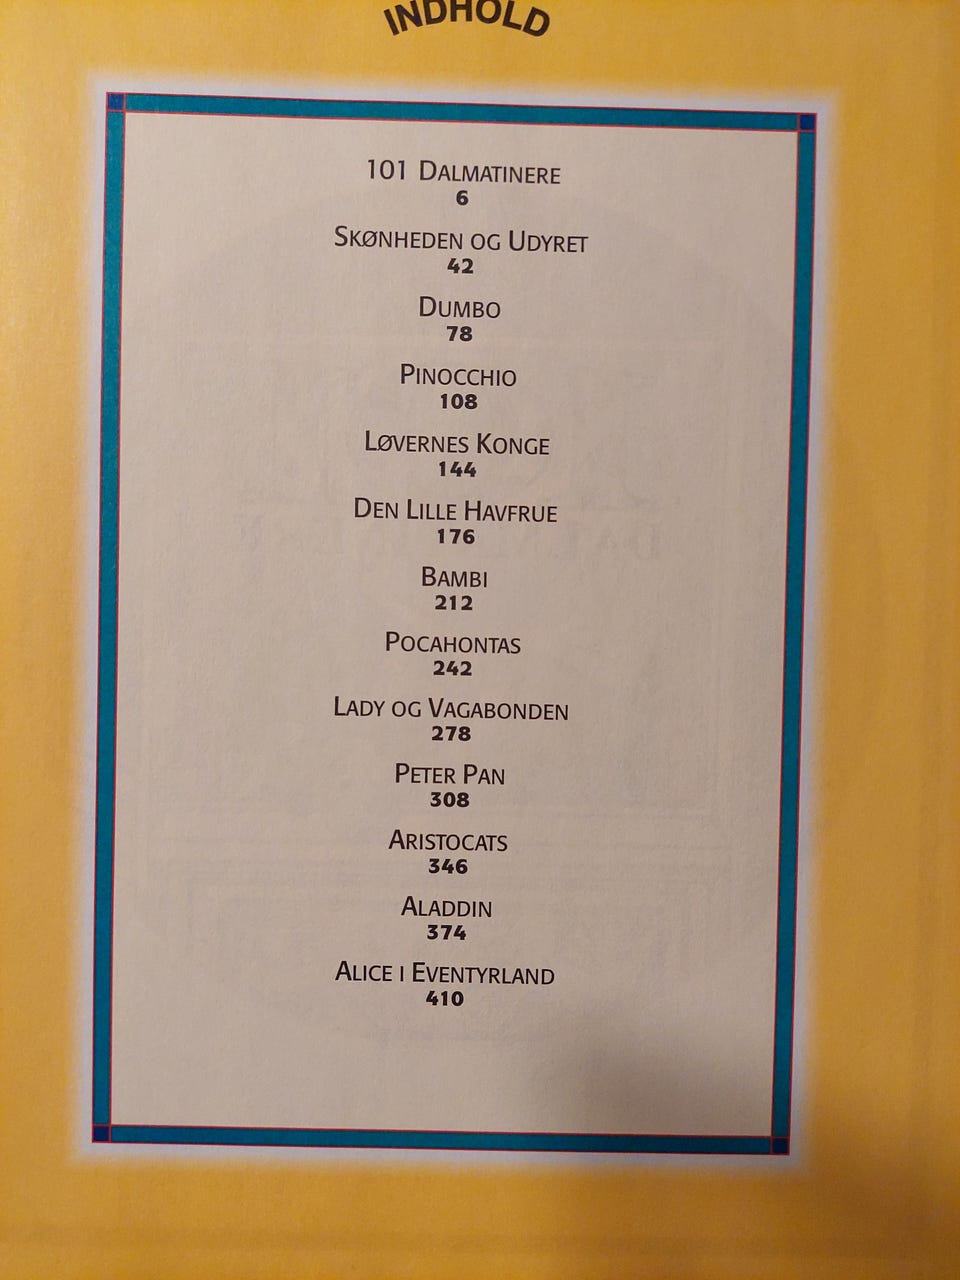 INDHOLD
101 DALMATINERE
6
SKØNHEDEN OG UDYRET
42
DUMBO
78
PINOCCHIO
108
LØVERNES KONGE
144
DEN LILLE HAVFRUE
176
BAMBI
212
POCAHONTAS
242
LADY OG VAGABONDEN
278
PETER PAN
308
ARISTOCATS
346
ALADDIN
374
ALICE I EVENTYRLAND
410